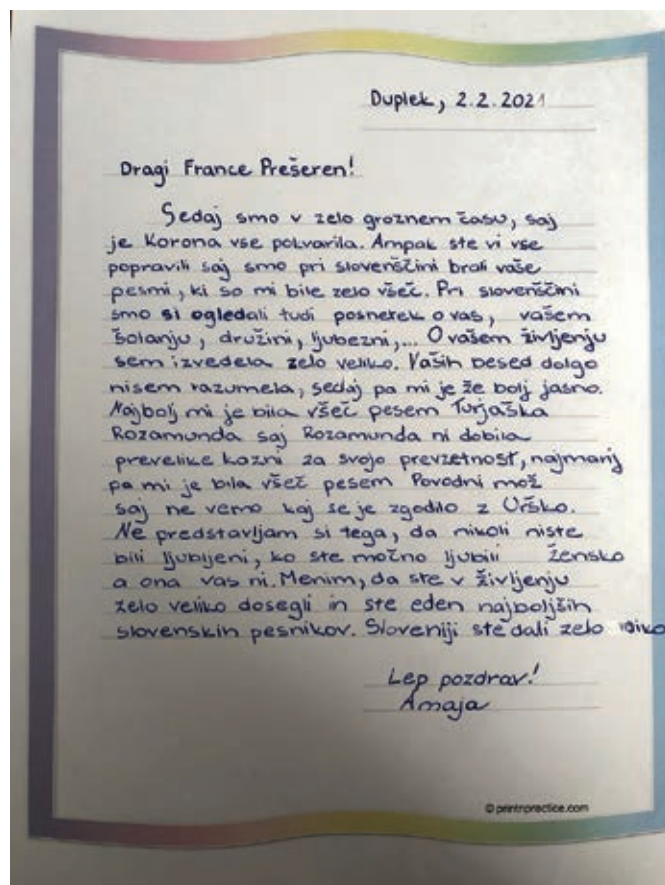 Duplek, 2.2.2021
Dragi France Prešeren!
Sedaj smo v zelo groznem času, saj
je Korona vse pokvarila. Ampak ste vi vse
popravili saj smo pri slovenščini brali vaše
pesmi, ki so mi bile zelo všeč. Pri slovenščini
smo si ogledali tudi posnetek o vas, vašem
šolanju, družini, ljubezni,... O vašem življenju
sem izvedela zelo veliko. Vaših besed dolgo
nisem razumela, sedaj pa mi je že bolj jasno.
Najbolj mi je bila všeč pesem Turjaška
Rozamunda saj Rozamunda ni dobila
prevelike kazni za svojo prevzetnost, najmanj
pa mi je bila všeč pesem Povodni mož
saj ne vemo kaj se je zgodilo z Urško.
Ne predstavljam si tega, da nikoli niste
bili ljubljeni, ko ste močno ljubili žensko
a ona vas ni. Menim, da ste v življenju
zelo veliko dosegli in ste eden najboljših
slovenskih pesnikov. Sloveniji ste dali zelo
Lep pozdrav!
Amaja
© printnpractice.com